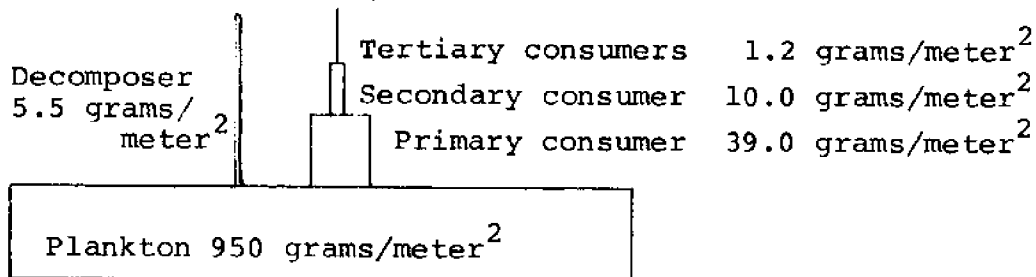 Tertiary consumers 1.2 grams/meter²
Decomposer
5.5 grams/
meter²
Secondary consumer 10.0 grams/meter²
Primary consumer 39.0 grams/meter²
Plankton 950 grams/meter²